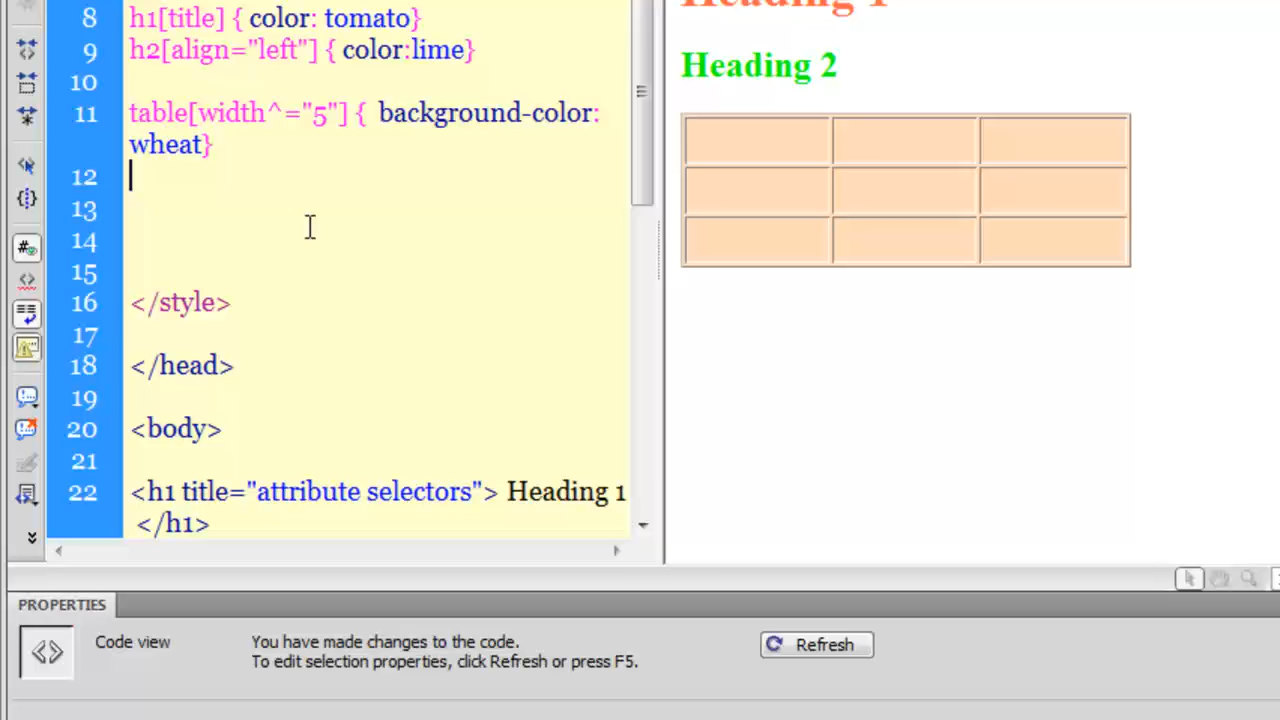 8 h1[title] { color: tomato}
9 h2[align="left"] { color:lime}
10
11 table[width^="5"] { background-color:
wheat}
12
13
14
15
16 </style>
17
18 </head>
19
20 <body>
21
22 <h1 title="attribute selectors"> Heading 1
</h1>
Heading 1
Heading 2
PROPERTIES
Code view
You have made changes to the code.
To edit selection properties, click Refresh or press F5.
Refresh